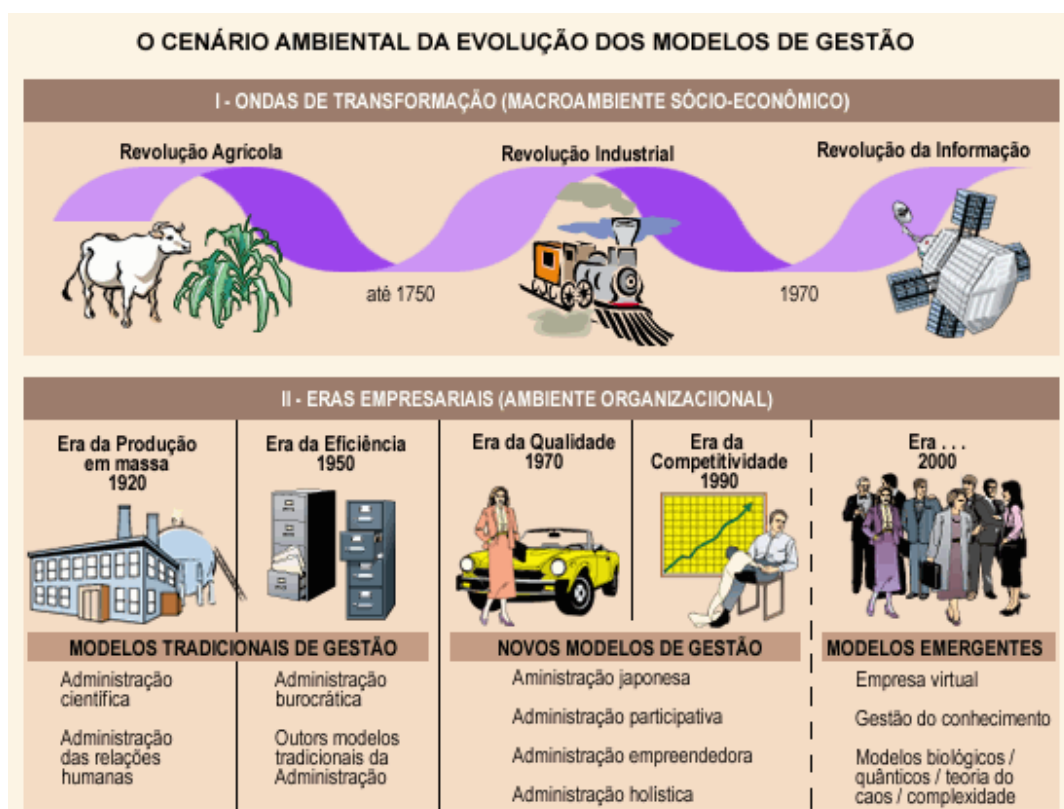 O CENÁRIO AMBIENTAL DA EVOLUÇÃO DOS MODELOS DE GESTÃO
I - ONDAS DE TRANSFORMAÇÃO (MACROAMBIENTE SÓCIO-ECONÔMICO)
Revolução Agrícola
Revolução Industrial
Revolução da Informação
até 1750
1970
II - ERAS EMPRESARIAIS (AMBIENTE ORGANIZACIIONAL)
Era da Produção
em massa
1920
Era da Eficiência
1950
Era da Qualidade
1970
Era da
Competitividade
1990
Era . . .
2000
MODELOS TRADICIONAIS DE GESTÃO
Administração
científica
Administração
das relações
humanas
Administração
burocrática
Outors modelos
tradicionais da
Administração
NOVOS MODELOS DE GESTÃO
Aministração japonesa
Administração participativa
Administração empreendedora
Administração holística
MODELOS EMERGENTES
Empresa virtual
Gestão do conhecimento
Modelos biológicos /
quânticos / teoria do
caos / complexidade